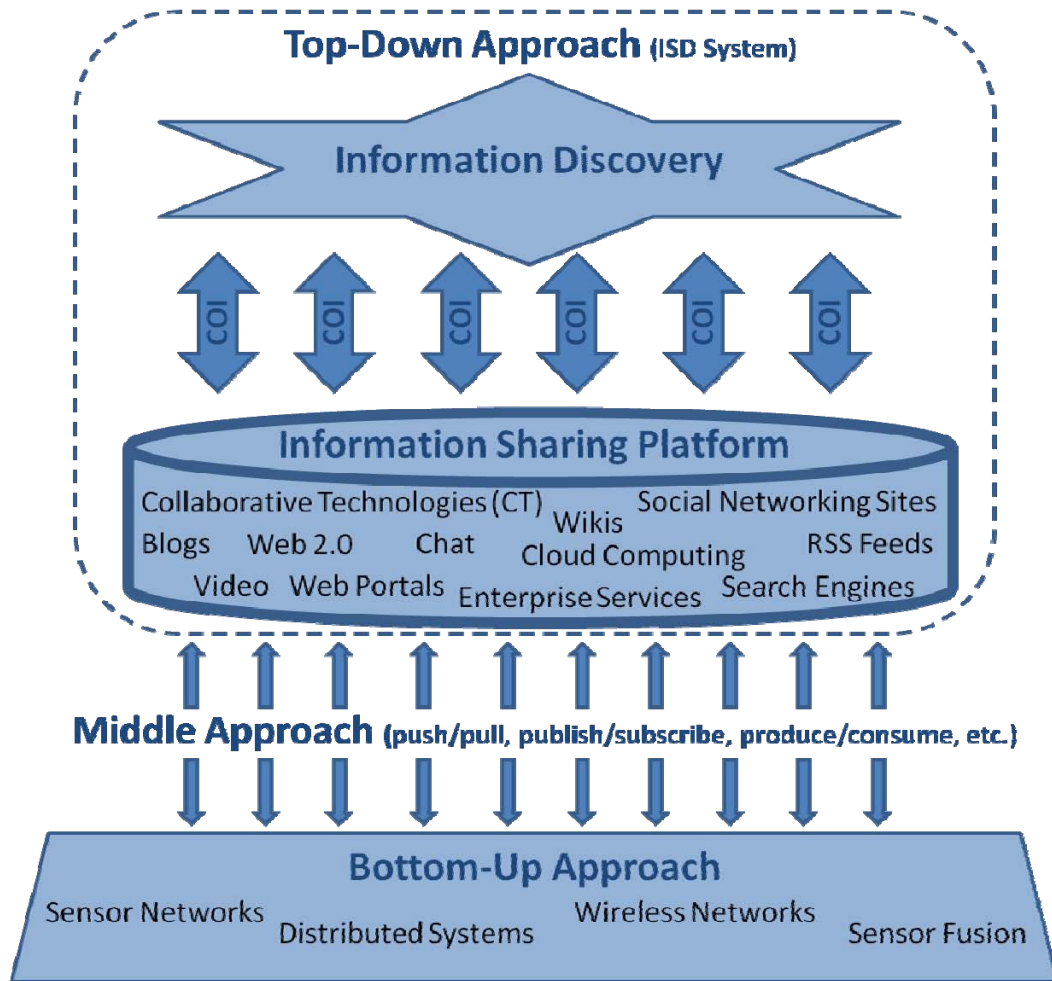 Top-Down Approach (ISD System)
Information Discovery
COI COI COI COI COI COI
Information Sharing Platform
Collaborative Technologies (CT) Wikis Social Networking Sites
Blogs Web 2.0 Chat Cloud Computing RSS Feeds
Video Web Portals Enterprise Services Search Engines
Middle Approach (push/pull, publish/subscribe, produce/consume, etc.)
Bottom-Up Approach
Sensor Networks Distributed Systems Wireless Networks Sensor Fusion